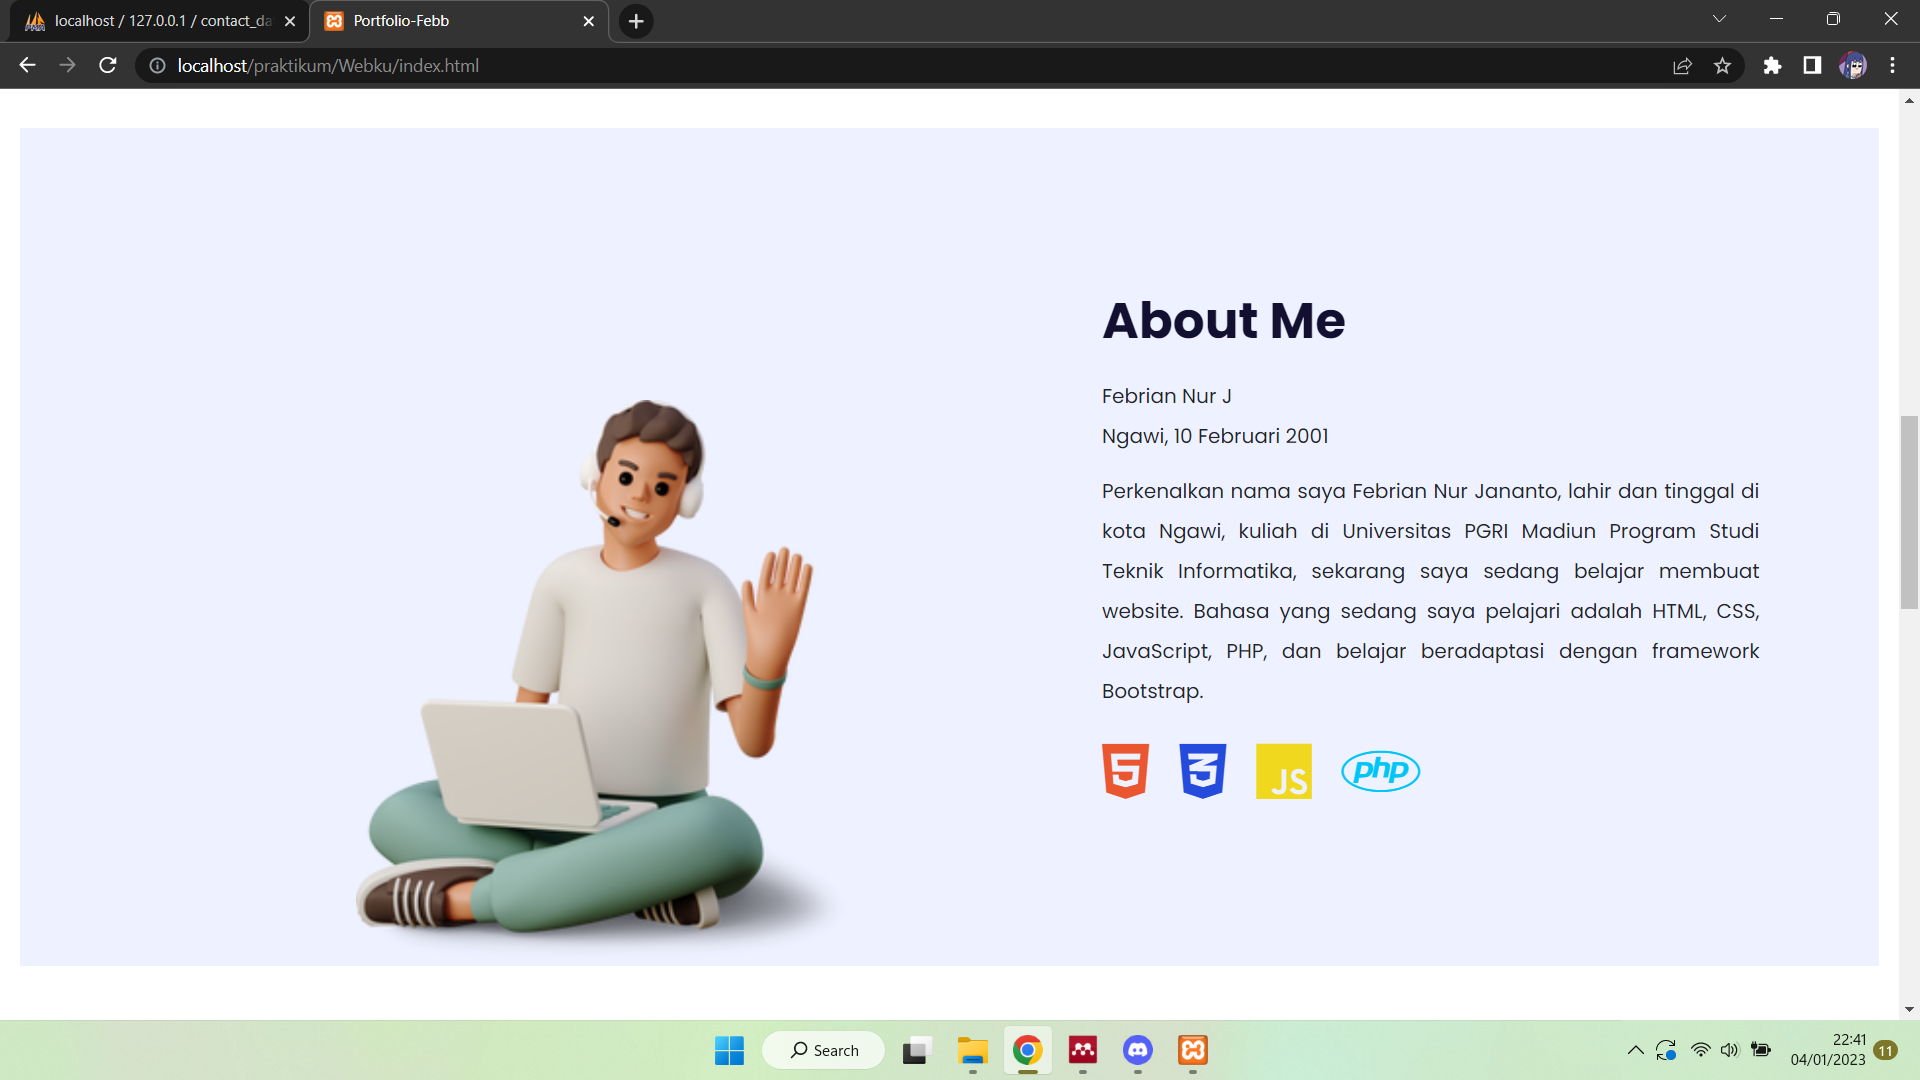 localhost / 127.0.0.1 / contact_da
Portfolio-Febb
localhost/praktikum/Webku/index.html
About Me
Febrian Nur J
Ngawi, 10 Februari 2001
Perkenalkan nama saya Febrian Nur Jananto, lahir dan tinggal di
kota Ngawi, kuliah di Universitas PGRI Madiun Program Studi
Teknik Informatika, sekarang saya sedang belajar membuat
website. Bahasa yang sedang saya pelajari adalah HTML, CSS,
JavaScript, PHP, dan belajar beradaptasi dengan framework
Bootstrap.
5 3 JS php
Search
22:41
04/01/2023
11